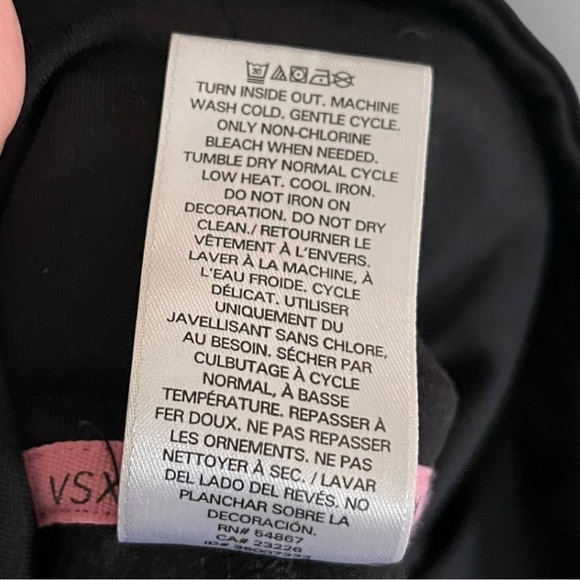 30
TURN INSIDE OUT. MACHINE
WASH COLD. GENTLE CYCLE.
ONLY NON-CHLORINE
BLEACH WHEN NEEDED.
TUMBLE DRY NORMAL CYCLE
LOW HEAT. COOL IRON.
DO NOT IRON ON
DECORATION. DO NOT DRY
CLEAN./ RETOURNER LE
VÊTEMENT À L'ENVERS.
LAVER À LA MACHINE, À
L'EAU FROIDE. CYCLE
DÉLICAT. UTILISER
UNIQUEMENT DU
JAVELLISANT SANS CHLORE,
AU BESOIN. SÉCHER PAR
CULBUTAGE À CYCLE
NORMAL, À BASSE
TEMPÉRATURE. REPASSER À
FER DOUX. NE PAS REPASSER
LES ORNEMENTS. NE PAS
NETTOYER À SEC. / LAVAR
DEL LADO DEL REVÉS. NO
PLANCHAR SOBRE LA
DECORACIÓN.
RN# 54867
CA# 23226
VSX